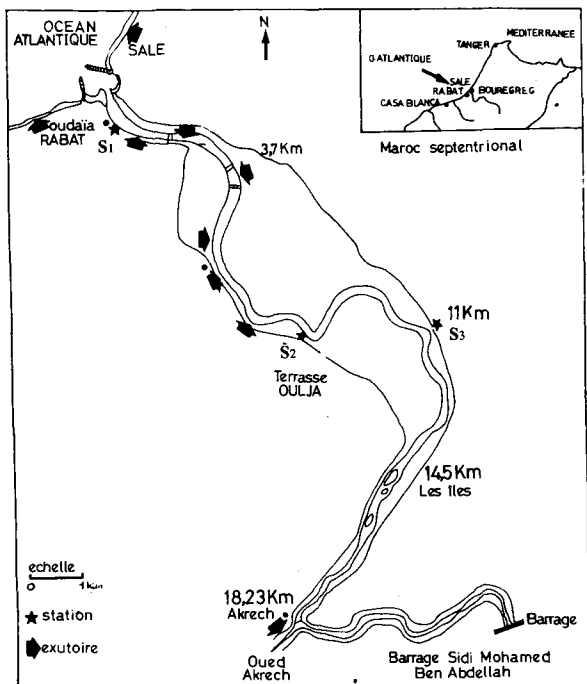 OCEAN
ATLANTIQUE
SALE
N
MEDITERRANEE
TANGER
O.ATLANTIQUE
SALE
RABAT
BOUREGREG
CASA BLANCA
Maroc septentrional
oudaïa
RABAT
S1
3,7Km
11Km
S3
S2
Terrasse
OULJA
14,5Km
Les îles
echelle
0 1Km
station
exutoire
18,23Km
Akrech
Oued
Akrech
Barrage
Barrage Sidi Mohamed
Ben Abdellah